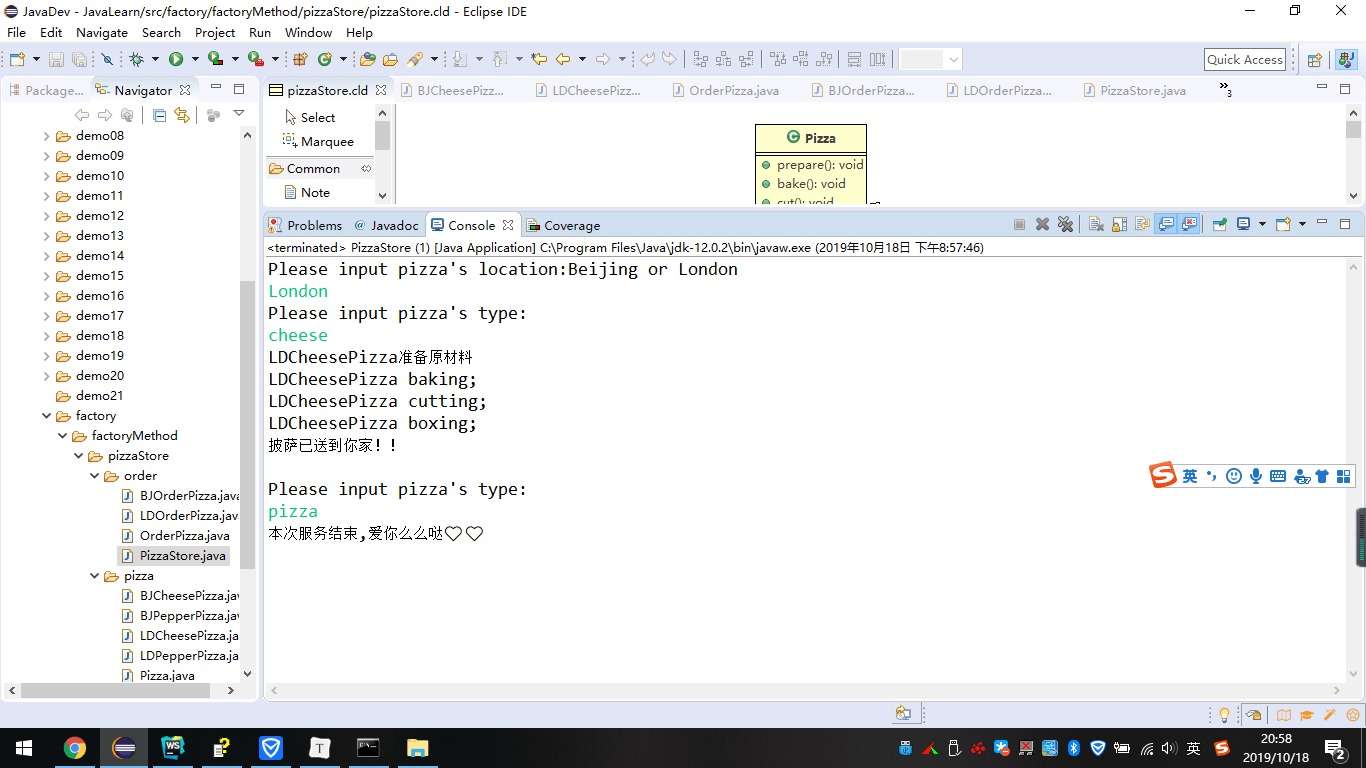 JavaDev - JavaLearn/src/factory/factoryMethod/pizzaStore/pizzaStore.cld - Eclipse IDE
File Edit Navigate Search Project Run Window Help
Quick Access
Package... Navigator
pizzaStore.cld BJCheesePizz... LDCheesePizz... OrderPizza.java BJOrderPizza... LDOrderPizza... PizzaStore.java »3
demo08
demo09
demo10
demo11
demo12
demo13
demo14
demo15
demo16
demo17
demo18
demo19
demo20
demo21
factory
factoryMethod
pizzaStore
order
BJOrderPizza.java
LDOrderPizza.java
OrderPizza.java
PizzaStore.java
pizza
BJCheesePizza.jav
BJPepperPizza.jav
LDCheesePizza.ja
LDPepperPizza.ja
Pizza.java
Select
Marquee
Common
Note
Pizza
prepare(): void
bake(): void
cut(): void
Problems @ Javadoc Console Coverage
<terminated> PizzaStore (1) [Java Application] C:\Program Files\Java\jdk-12.0.2\bin\javaw.exe (2019年10月18日 下午8:57:46)
Please input pizza's location:Beijing or London
London
Please input pizza's type:
cheese
LDCheesePizza准备原材料
LDCheesePizza baking;
LDCheesePizza cutting;
LDCheesePizza boxing;
披萨已送到你家！！
Please input pizza's type:
pizza
本次服务结束,爱你么么哒♡♡
英
27
英
20:58
2019/10/18
2